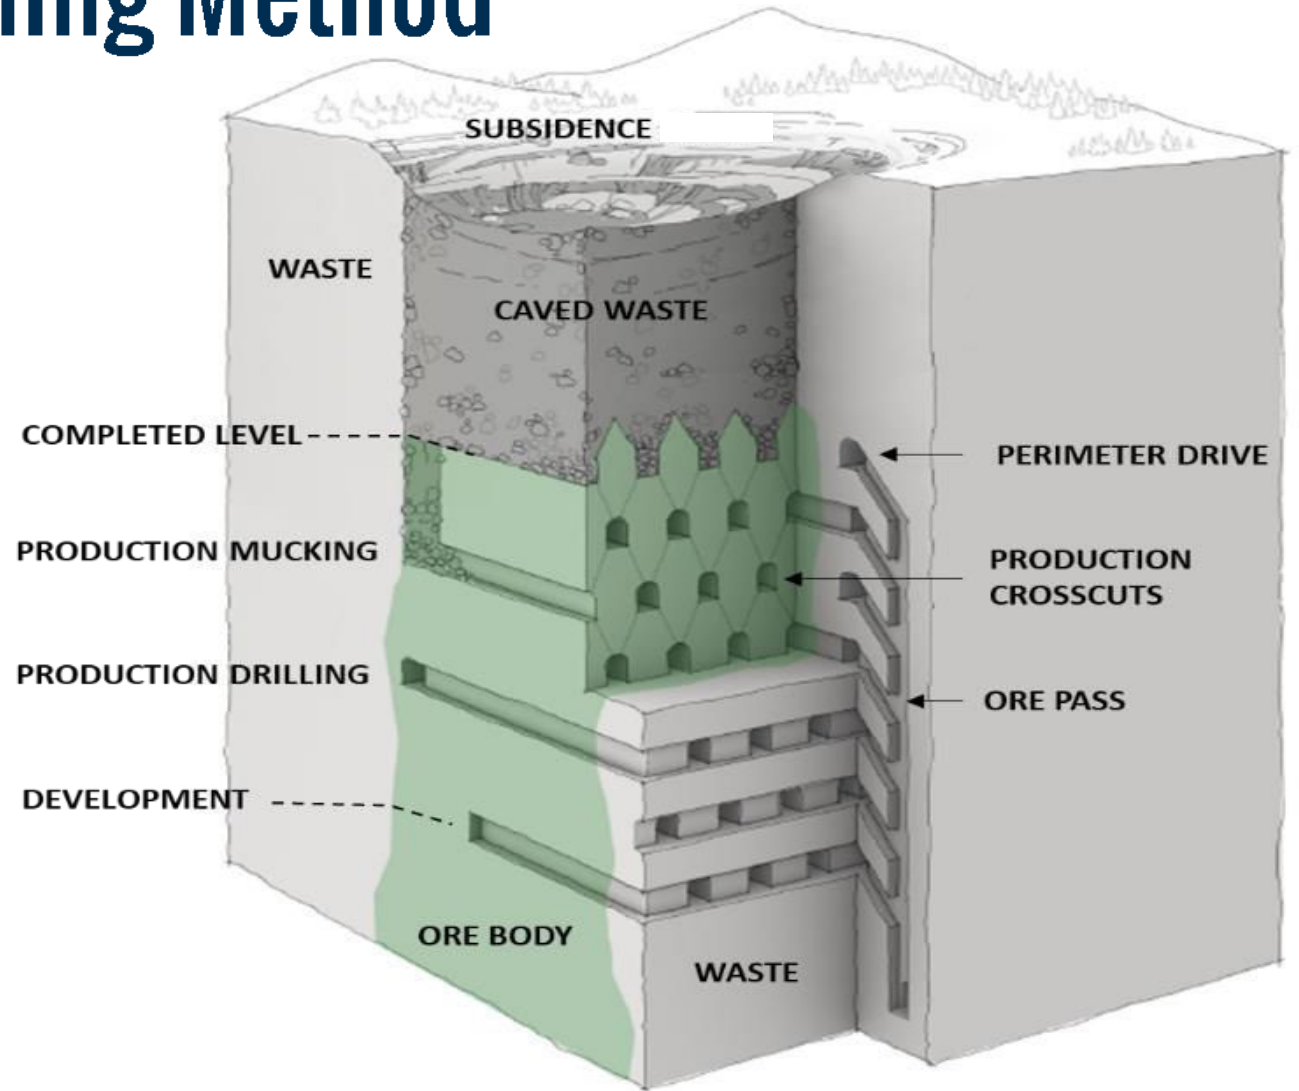 Method
SUBSIDENCE
WASTE
CAVED WASTE
COMPLETED LEVEL
PERIMETER DRIVE
PRODUCTION MUCKING
PRODUCTION
CROSSCUTS
PRODUCTION DRILLING
ORE PASS
DEVELOPMENT
ORE BODY
WASTE